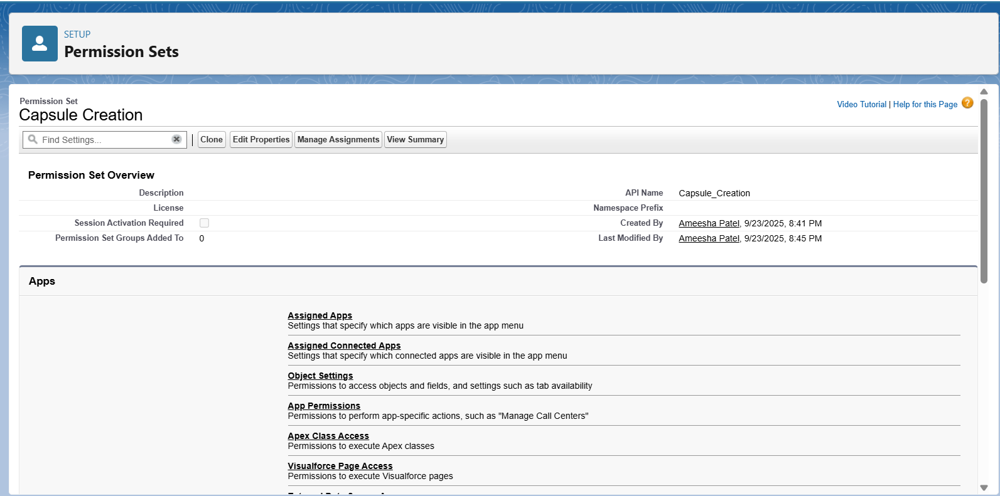 SETUP
Permission Sets
Permission Set
Capsule Creation
Video Tutorial | Help for this Page ?
Find Settings...
Clone
Edit Properties
Manage Assignments
View Summary
Permission Set Overview
Description
API Name Capsule_Creation
License
Namespace Prefix
Session Activation Required
Created By Ameesha Patel, 9/23/2025, 8:41 PM
Permission Set Groups Added To 0
Last Modified By Ameesha Patel, 9/23/2025, 8:45 PM
Apps
Assigned Apps
Settings that specify which apps are visible in the app menu
Assigned Connected Apps
Settings that specify which connected apps are visible in the app menu
Object Settings
Permissions to access objects and fields, and settings such as tab availability
App Permissions
Permissions to perform app-specific actions, such as "Manage Call Centers"
Apex Class Access
Permissions to execute Apex classes
Visualforce Page Access
Permissions to execute Visualforce pages